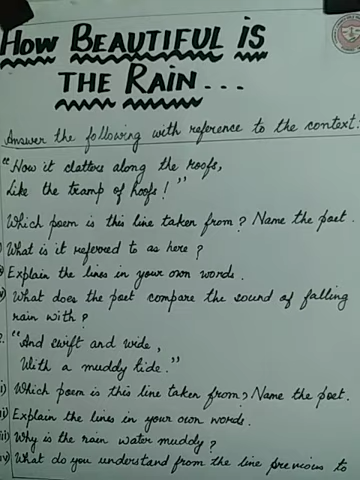 How Beautiful is
the Rain...
Answer the following with reference to the context:
"How it clatters along the roofs,
Like the tramp of hoofs!"
Which poem is this line taken from? Name the poet.
What is it referred to as here?
Explain the lines in your own words.
What does the poet compare the sound of falling
rain with?
"And swift and wide,
With a muddy tide."
i) Which poem is this line taken from, Name the poet.
ii) Explain the lines in your own words.
iii) Why is the rain water muddy?
iv) What do you understand from the line previous to